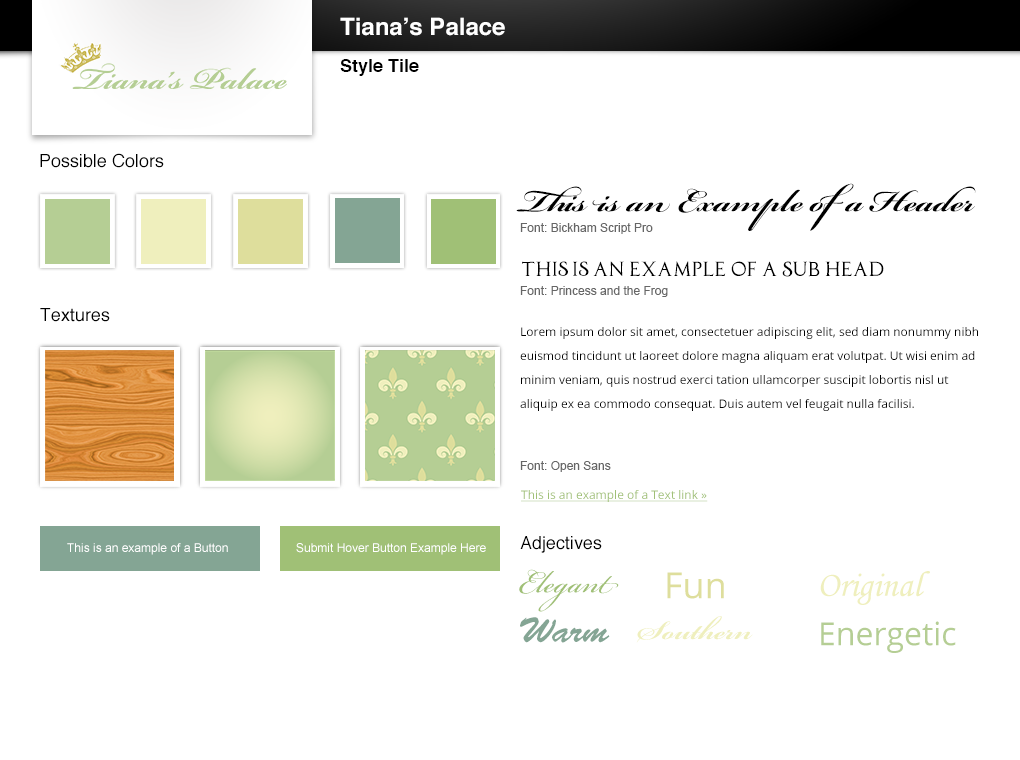 Tiana's Palace
Tiana’s Palace
Style Tile
Possible Colors
This is an Example of a Header
Font: Bickham Script Pro
THIS IS AN EXAMPLE OF A SUB HEAD
Font: Princess and the Frog
Textures
Lorem ipsum dolor sit amet, consectetuer adipiscing elit, sed diam nonummy nibh
euismod tincidunt ut laoreet dolore magna aliquam erat volutpat. Ut wisi enim ad
minim veniam, quis nostrud exerci tation ullamcorper suscipit lobortis nisl ut
aliquip ex ea commodo consequat. Duis autem vel feugait nulla facilisi.
Font: Open Sans
This is an example of a Text link »
This is an example of a Button
Submit Hover Button Example Here
Adjectives
Elegant
Fun
Original
Warm
Southern
Energetic